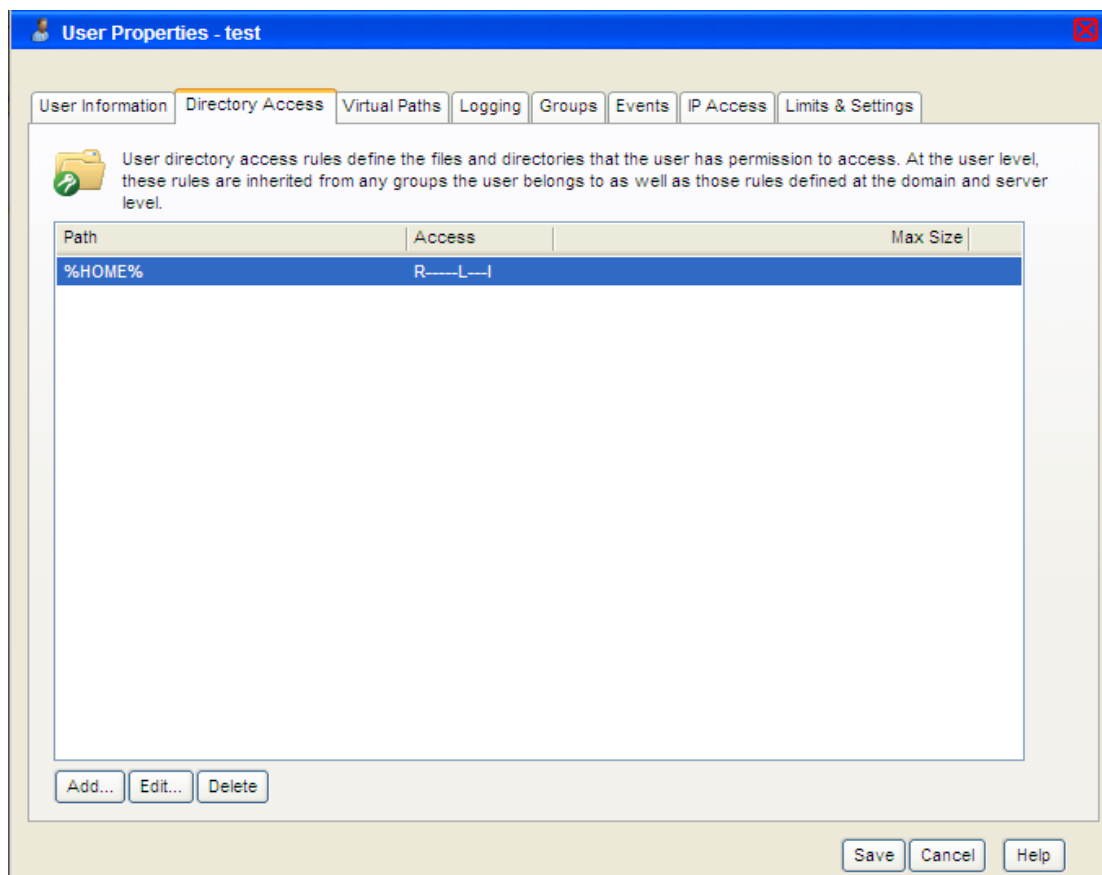 User Properties - test
User Information Directory Access Virtual Paths Logging Groups Events IP Access Limits & Settings
User directory access rules define the files and directories that the user has permission to access. At the user level,
these rules are inherited from any groups the user belongs to as well as those rules defined at the domain and server
level.
Path Access Max Size
%HOME% R-----L---I
Add... Edit... Delete
Save Cancel Help